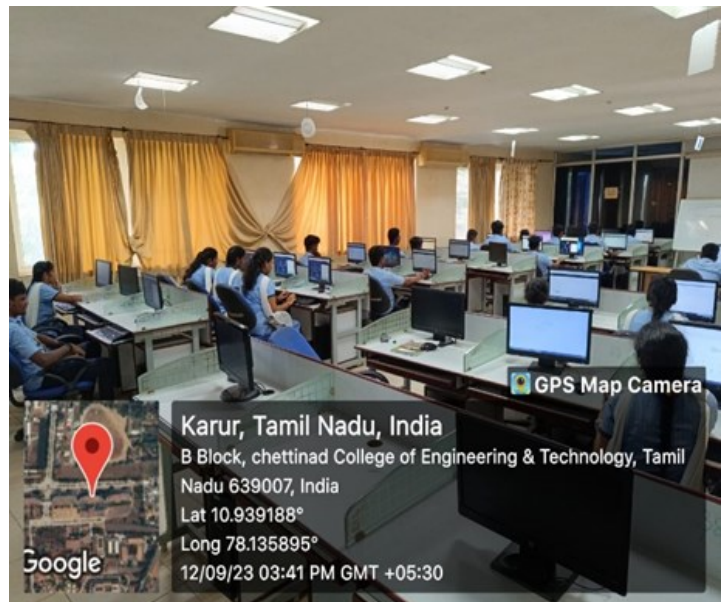 GPS Map Camera
Karur, Tamil Nadu, India
B Block, chettinad College of Engineering & Technology, Tamil
Nadu 639007, India
Lat 10.939188°
Long 78.135895°
12/09/23 03:41 PM GMT +05:30
Google